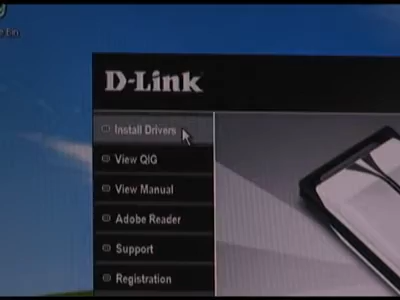 D-Link
Install Drivers
View QIG
View Manual
Adobe Reader
Support
Registration